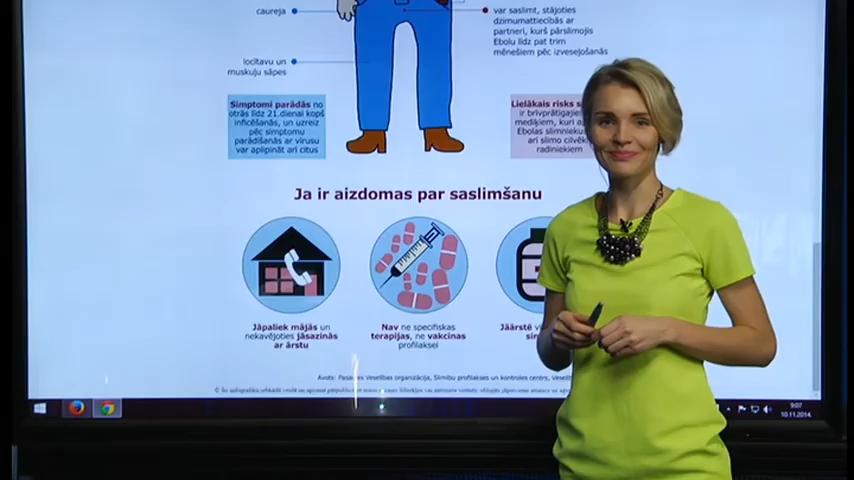 caureja
var saslimt, stājoties
dzimumattiecībās ar
partneri, kurš pārslimojis
Ebolu līdz pat trim
mēnešiem pēc izveseļošanās
locītavu un
muskuļu sāpes
Simptomi parādās no
otrās līdz 21.dienai kopš
inficēšanās, un uzreiz
pēc simptomu
parādīšanās ar vīrusu
var aplipināt arī citus
Lielākais risks s
ir brīvprātīgajie
mediķiem, kuri a
Ebolas slimnieku
arī slimo cilvēk
radiniekiem
Ja ir aizdomas par saslimšanu
Jāpaliek mājās un
nekavējoties jāsazinās
ar ārstu
Nav ne specifiskas
terapijas, ne vakcīnas
profilaksei
Jāārstē
Avots: Pasaules Veselības organizācija, Slimību profilakses un kontroles centrs,
9:07
10.11.2014.